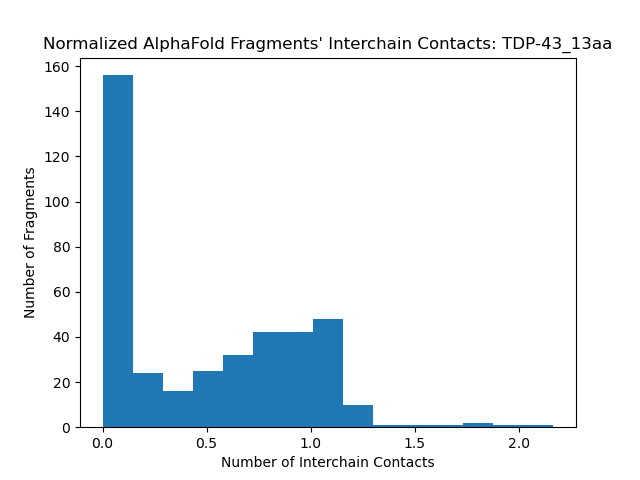 Normalized AlphaFold Fragments' Interchain Contacts: TDP-43_13aa
160
140
120
100
80
60
40
20
0
Number of Fragments
0.0 0.5 1.0 1.5 2.0
Number of Interchain Contacts